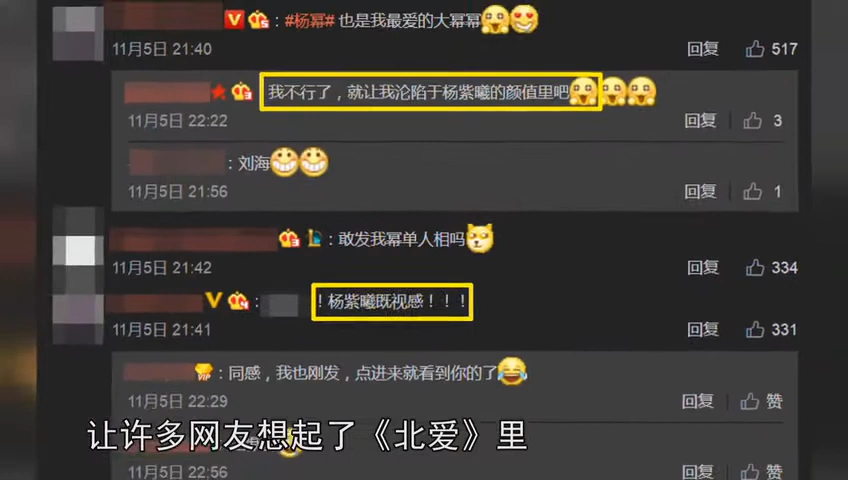 ：#杨幂# 也是我最爱的大幂幂
11月5日 21:40 回复 517
我不行了，就让我沦陷于杨紫曦的颜值里吧
11月5日 22:22 回复 3
：刘海
11月5日 21:56 回复 1
：敢发我幂单人相吗
11月5日 21:42 回复 334
： ！杨紫曦既视感！！！
11月5日 21:41 回复 331
：同感，我也刚发，点进来就看到你的了
11月5日 22:29 回复 赞
让许多网友想起了《北爱》里
11月5日 22:56 回复 赞